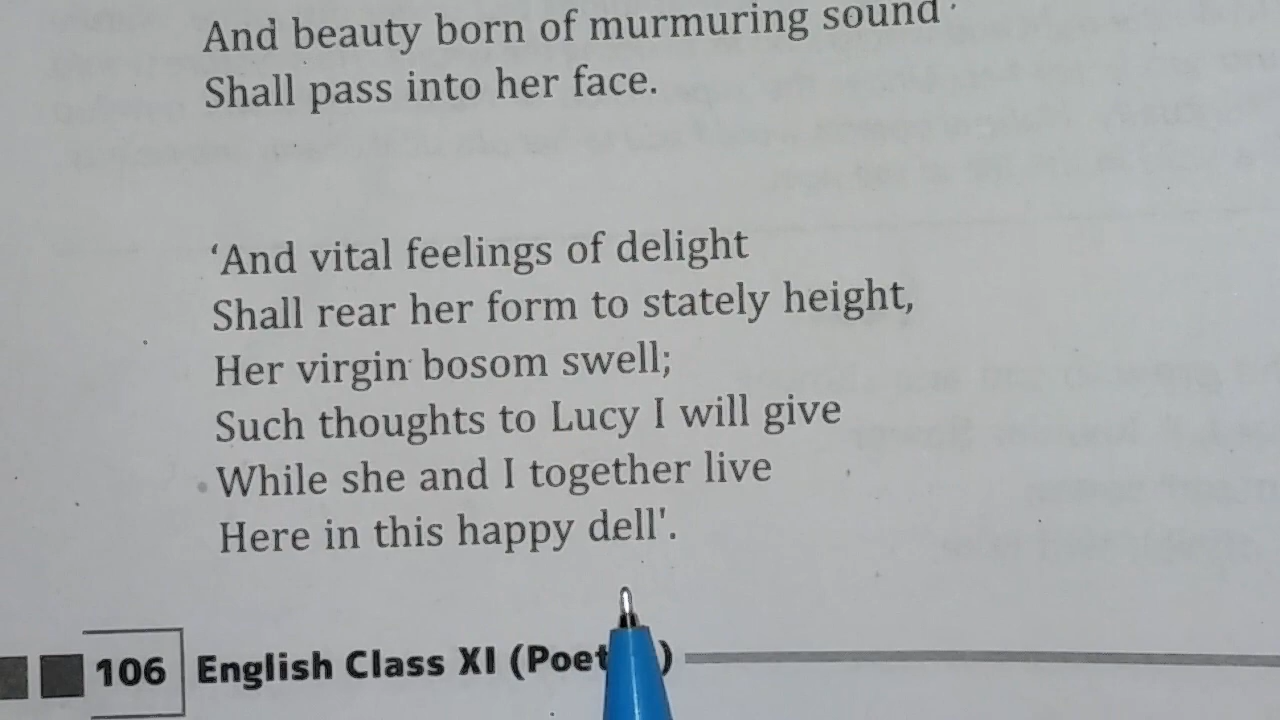 And beauty born of murmuring sound
Shall pass into her face.
‘And vital feelings of delight
Shall rear her form to stately height,
Her virgin bosom swell;
Such thoughts to Lucy I will give
While she and I together live
Here in this happy dell'.
106 English Class XI (Poet )